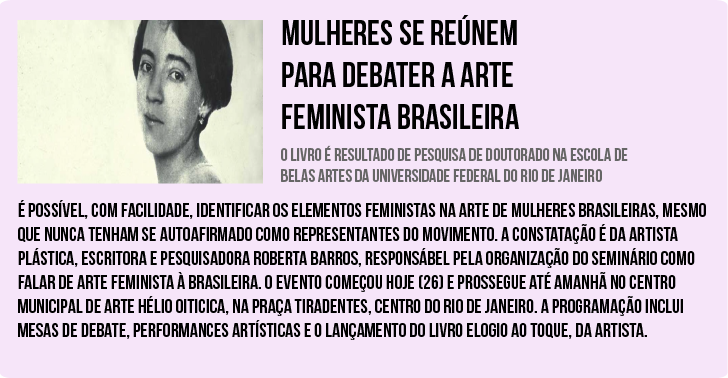 MULHERES SE REÚNEM
PARA DEBATER A ARTE
FEMINISTA BRASILEIRA
O LIVRO É RESULTADO DE PESQUISA DE DOUTORADO NA ESCOLA DE
BELAS ARTES DA UNIVERSIDADE FEDERAL DO RIO DE JANEIRO
É POSSÍVEL, COM FACILIDADE, IDENTIFICAR OS ELEMENTOS FEMINISTAS NA ARTE DE MULHERES BRASILEIRAS, MESMO
QUE NUNCA TENHAM SE AUTOAFIRMADO COMO REPRESENTANTES DO MOVIMENTO. A CONSTATAÇÃO É DA ARTISTA
PLÁSTICA, ESCRITORA E PESQUISADORA ROBERTA BARROS, RESPONSÁBEL PELA ORGANIZAÇÃO DO SEMINÁRIO COMO
FALAR DE ARTE FEMINISTA À BRASILEIRA. O EVENTO COMEÇOU HOJE (26) E PROSSEGUE ATÉ AMANHÃ NO CENTRO
MUNICIPAL DE ARTE HÉLIO OITICICA, NA PRAÇA TIRADENTES, CENTRO DO RIO DE JANEIRO. A PROGRAMAÇÃO INCLUI
MESAS DE DEBATE, PERFORMANCES ARTÍSTICAS E O LANÇAMENTO DO LIVRO ELOGIO AO TOQUE, DA ARTISTA.